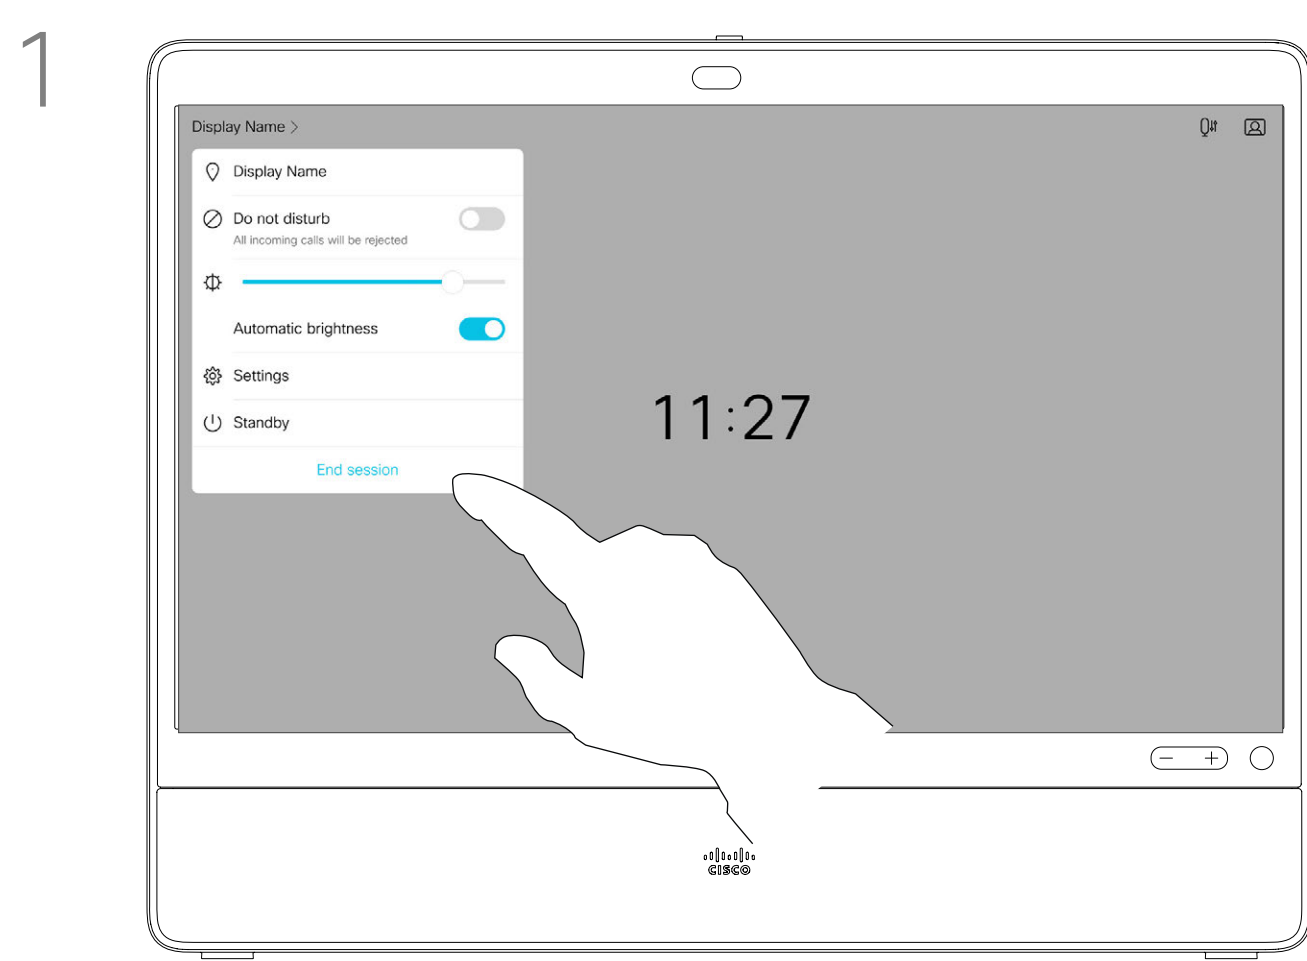 1
Display Name >
Display Name
Do not disturb
All incoming calls will be rejected
Automatic brightness
Settings
Standby
End session
11:27
− +
CISCO